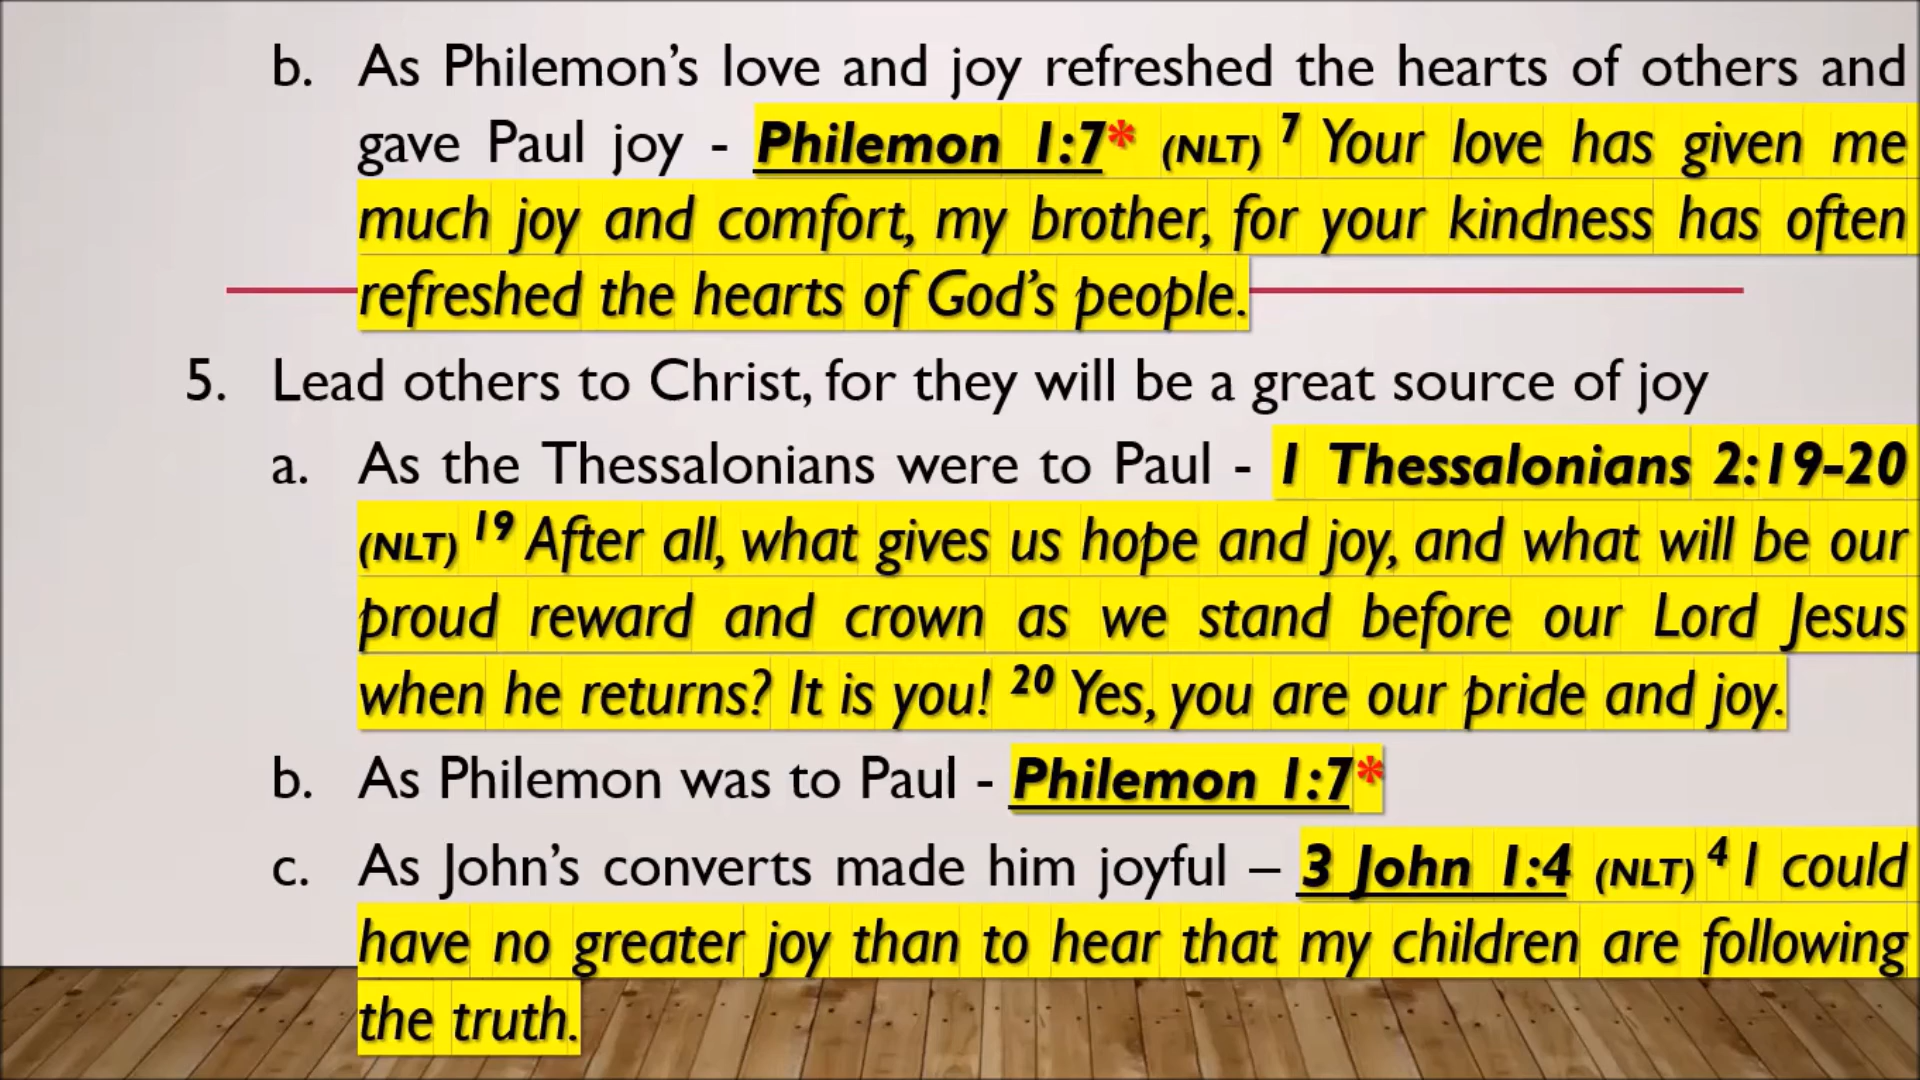 b. As Philemon’s love and joy refreshed the hearts of others and
gave Paul joy - Philemon 1:7* (NLT) 7 Your love has given me
much joy and comfort, my brother, for your kindness has often
refreshed the hearts of God’s people.
5. Lead others to Christ, for they will be a great source of joy
a. As the Thessalonians were to Paul - 1 Thessalonians 2:19-20
(NLT) 19 After all, what gives us hope and joy, and what will be our
proud reward and crown as we stand before our Lord Jesus
when he returns? It is you! 20 Yes, you are our pride and joy.
b. As Philemon was to Paul - Philemon 1:7*
c. As John’s converts made him joyful – 3 John 1:4 (NLT) 4 I could
have no greater joy than to hear that my children are following
the truth.